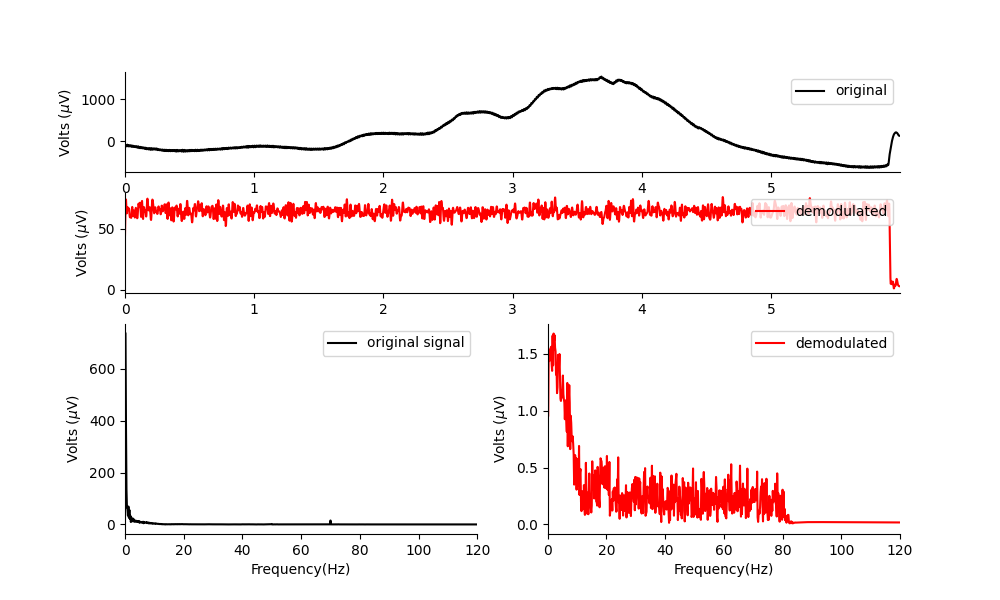 Volts (μV)
1000
0
original
0 1 2 3 4 5
Volts (μV)
50
0
demodulated
0 1 2 3 4 5
Volts (μV)
600
400
200
0
original signal
0 20 40 60 80 100 120
Frequency(Hz)
Volts (μV)
1.5
1.0
0.5
0.0
demodulated
0 20 40 60 80 100 120
Frequency(Hz)